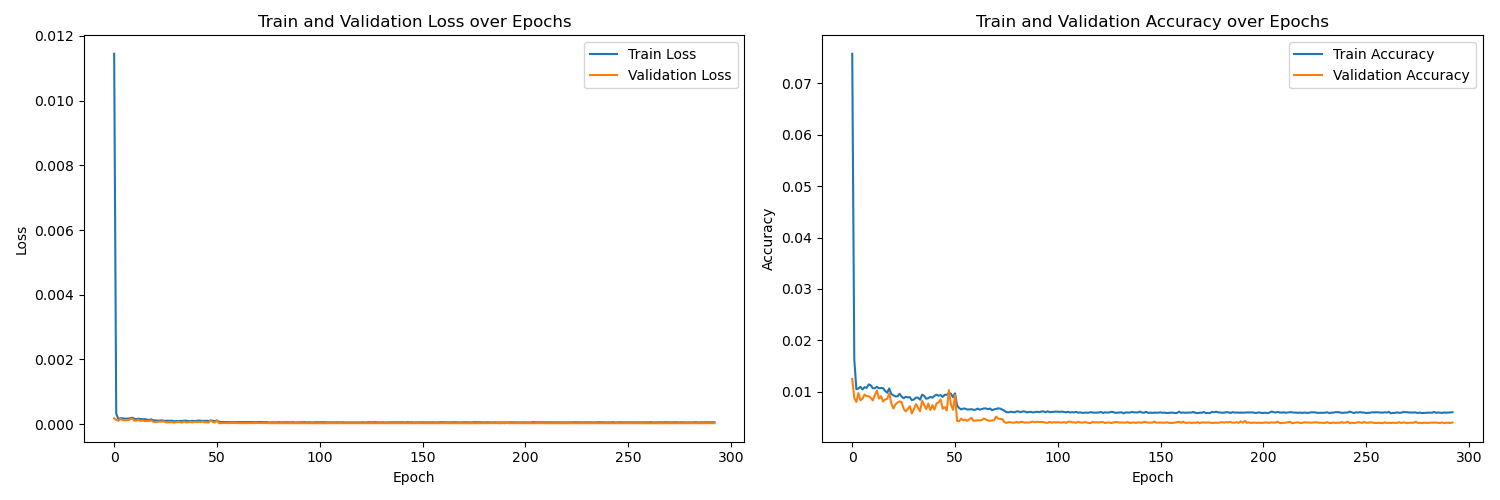 Train and Validation Loss over Epochs
0.012
0.010
0.008
0.006
0.004
0.002
0.000
Loss
0 50 100 150 200 250 300
Epoch
Train Loss
Validation Loss
Train and Validation Accuracy over Epochs
0.07
0.06
0.05
0.04
0.03
0.02
0.01
Accuracy
0 50 100 150 200 250 300
Epoch
Train Accuracy
Validation Accuracy